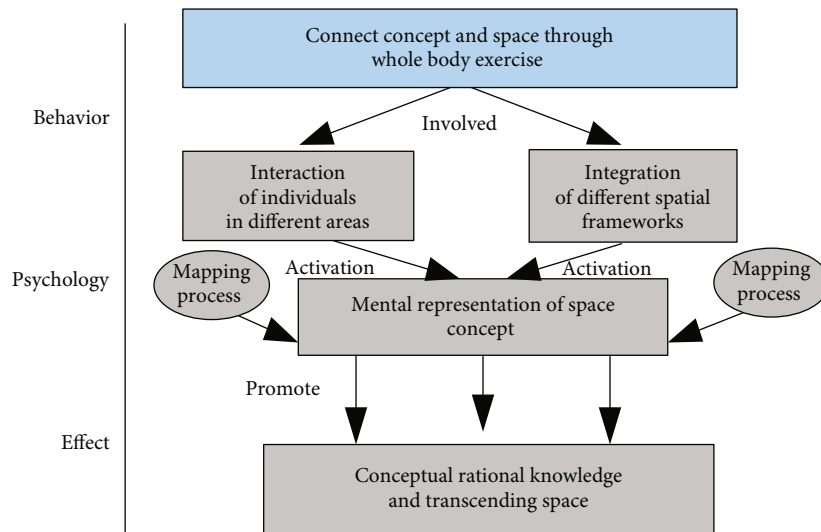 Connect concept and space through
whole body exercise
Behavior
Involved
Interaction
of individuals
in different areas
Integration
of different spatial
frameworks
Psychology
Mapping
process
Activation
Activation
Mapping
process
Mental representation of space
concept
Promote
Effect
Conceptual rational knowledge
and transcending space